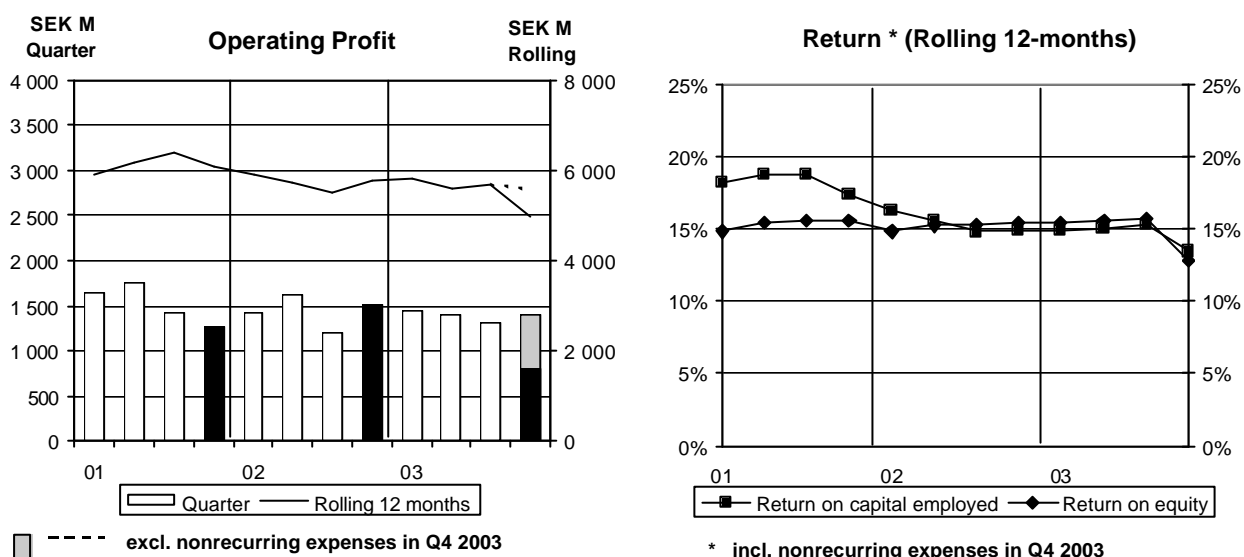 SEK M
Quarter
Operating Profit
SEK M
Rolling
4 000
3 500
3 000
2 500
2 000
1 500
1 000
500
0
8 000
6 000
4 000
2 000
0
01 02 03
Quarter Rolling 12 months
excl. nonrecurring expenses in Q4 2003
Return * (Rolling 12-months)
25%
20%
15%
10%
5%
0%
25%
20%
15%
10%
5%
0%
01 02 03
Return on capital employed Return on equity
* incl. nonrecurring expenses in Q4 2003